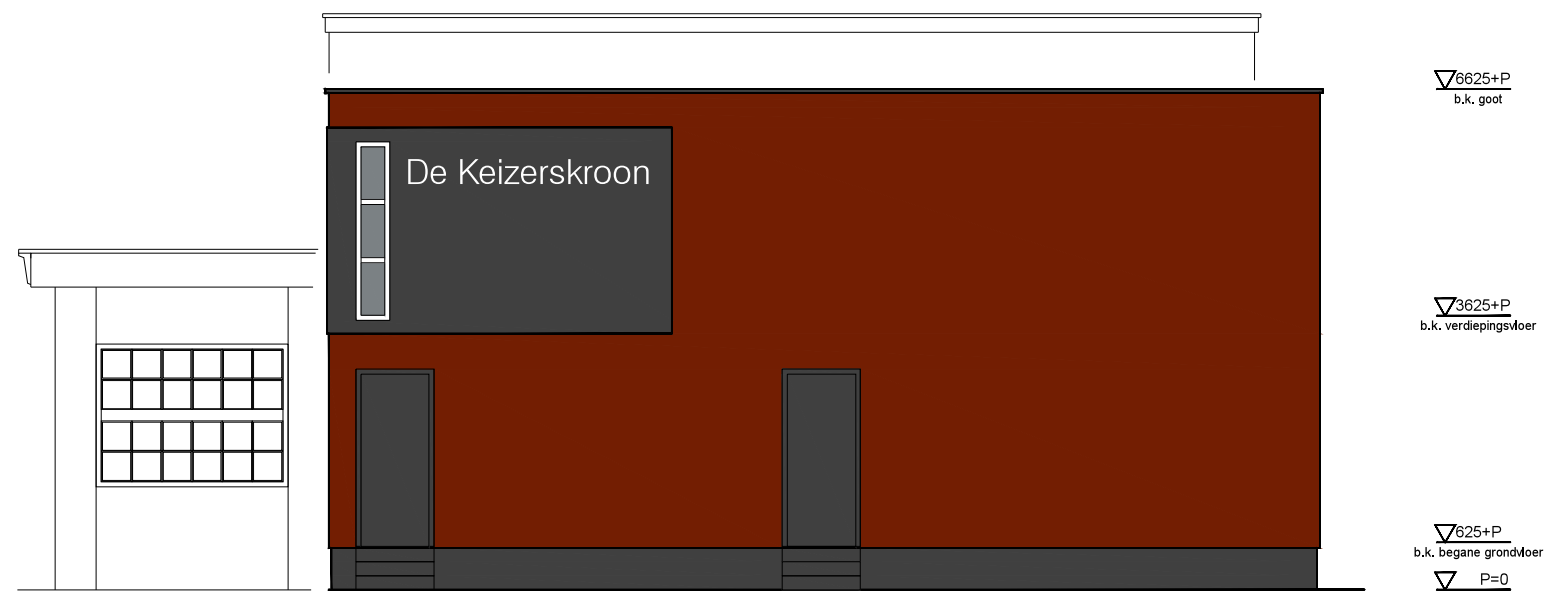 De Keizerskroon
6625+P
b.k. goot
3625+P
b.k. verdiepingsvloer
625+P
b.k. begane grondvloer
P=0